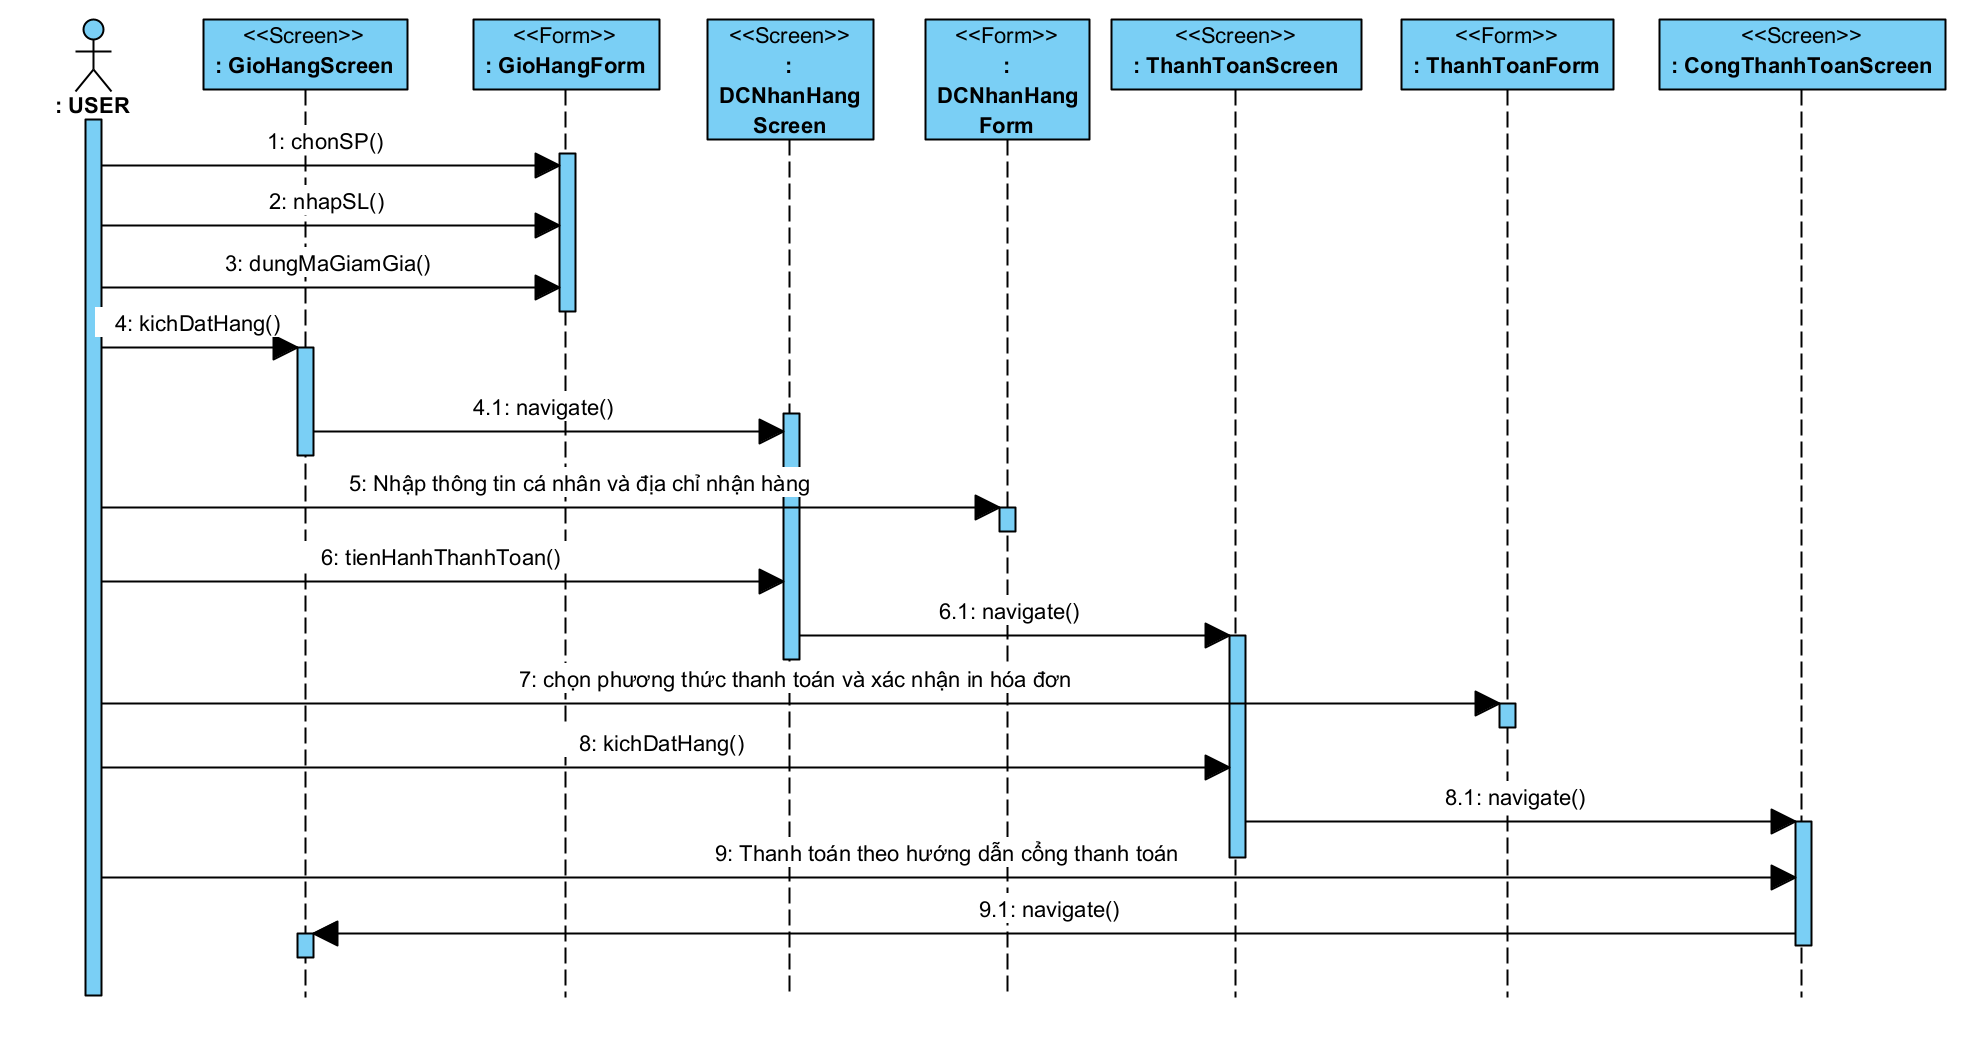 <<Screen>>
: GioHangScreen
<<Form>>
: GioHangForm
<<Screen>>
:
DCNhanHang
Screen
<<Form>>
:
DCNhanHang
Form
<<Screen>>
: ThanhToanScreen
<<Form>>
: ThanhToanForm
<<Screen>>
: CongThanhToanScreen
: USER
1: chonSP()
2: nhapSL()
3: dungMaGiamGia()
4: kichDatHang()
4.1: navigate()
5: Nhập thông tin cá nhân và địa chỉ nhận hàng
6: tienHanhThanhToan()
6.1: navigate()
7: chọn phương thức thanh toán và xác nhận in hóa đơn
8: kichDatHang()
8.1: navigate()
9: Thanh toán theo hướng dẫn cổng thanh toán
9.1: navigate()